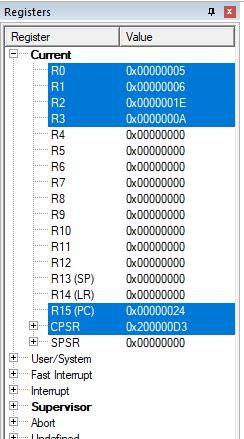 Registers
Register Value
Current
R0 0x00000005
R1 0x00000006
R2 0x0000001E
R3 0x0000000A
R4 0x00000000
R5 0x00000000
R6 0x00000000
R7 0x00000000
R8 0x00000000
R9 0x00000000
R10 0x00000000
R11 0x00000000
R12 0x00000000
R13 (SP) 0x00000000
R14 (LR) 0x00000000
R15 (PC) 0x00000024
CPSR 0x200000D3
SPSR 0x00000000
User/System
Fast Interrupt
Interrupt
Supervisor
Abort
Undefined